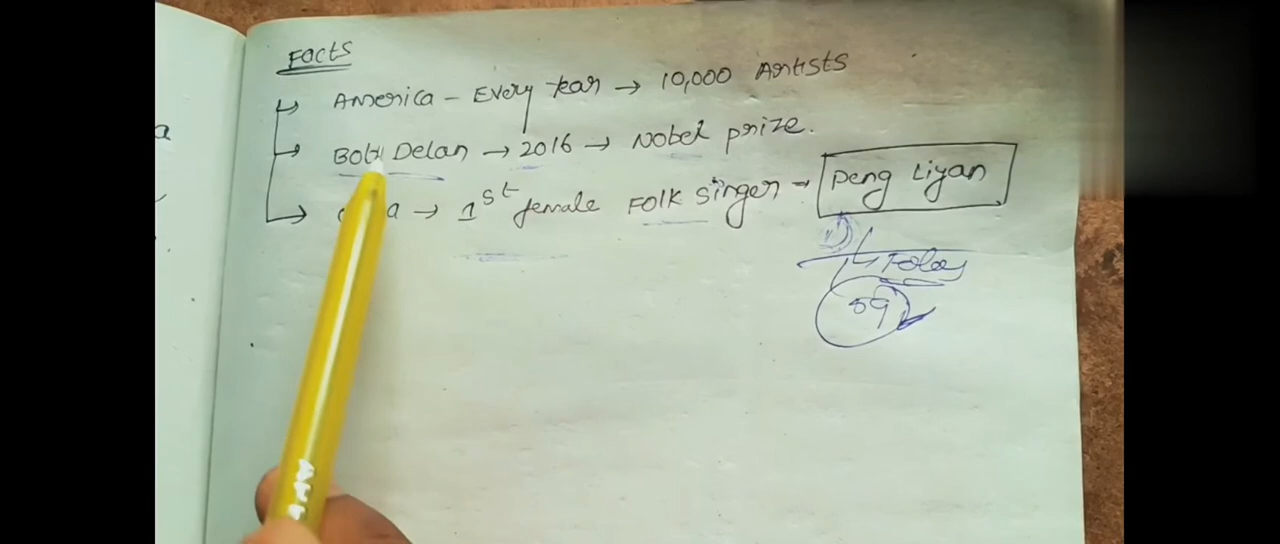 Facts
America - Every Year → 10,000 Artists
Bob Delan → 2016 → Nobel prize.
a → 1st female Folk Singer → Peng Liyan
59
a